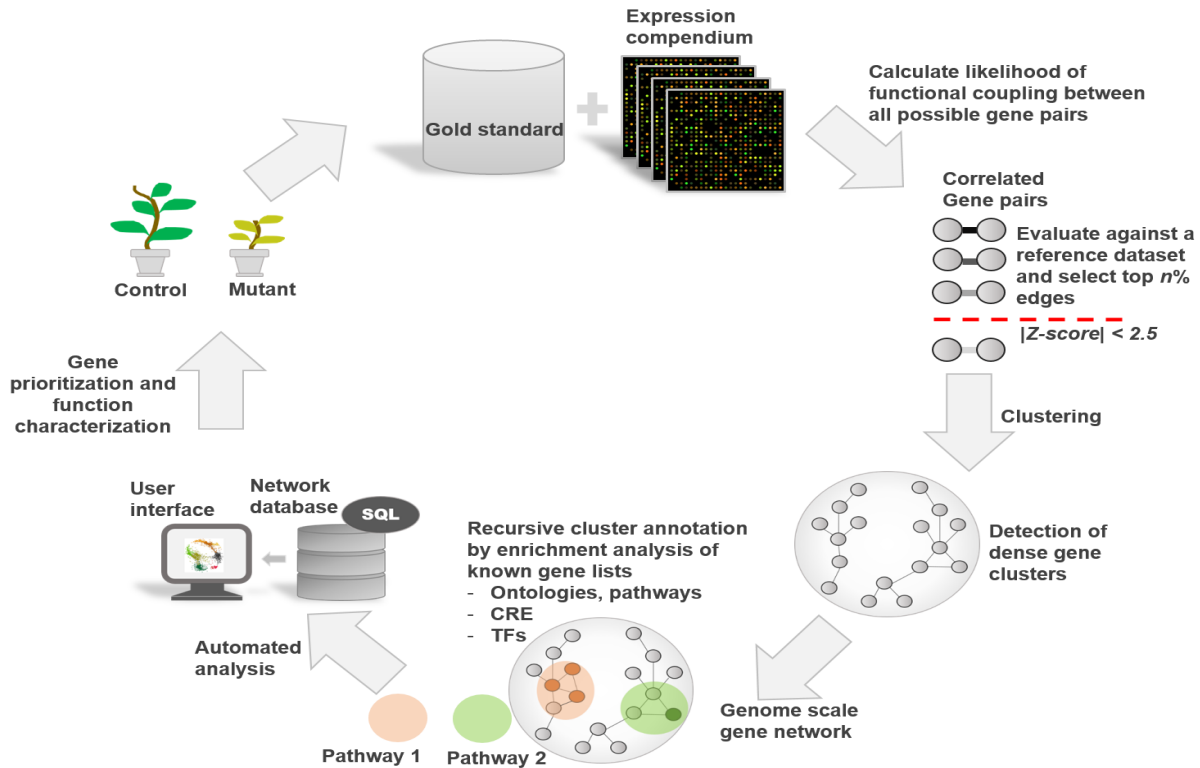 Gold standard
Expression
compendium
Calculate likelihood of
functional coupling between
all possible gene pairs
Correlated
Gene pairs
Evaluate against a
reference dataset
and select top n%
edges
|Z-score| < 2.5
Clustering
Detection of
dense gene
clusters
Genome scale
gene network
Recursive cluster annotation
by enrichment analysis of
known gene lists
- Ontologies, pathways
- CRE
- TFs
Pathway 1
Pathway 2
Automated
analysis
User
interface
Network
database
SQL
Gene
prioritization and
function
characterization
Control
Mutant